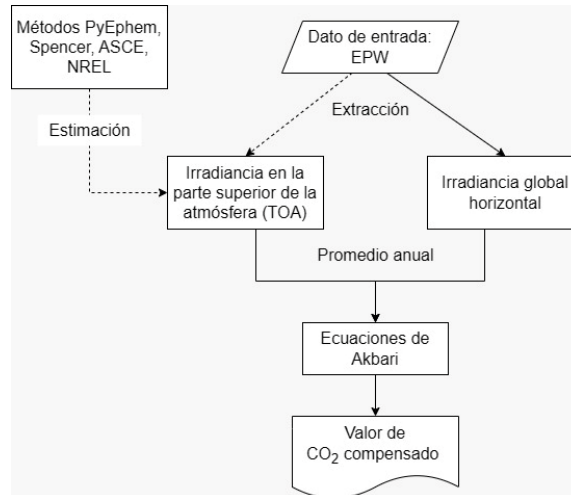 Métodos PyEphem,
Spencer, ASCE,
NREL
Dato de entrada:
EPW
Estimación
Extracción
Irradiancia en la
parte superior de la
atmósfera (TOA)
Irradiancia global
horizontal
Promedio anual
Ecuaciones de
Akbari
Valor de
CO₂ compensado